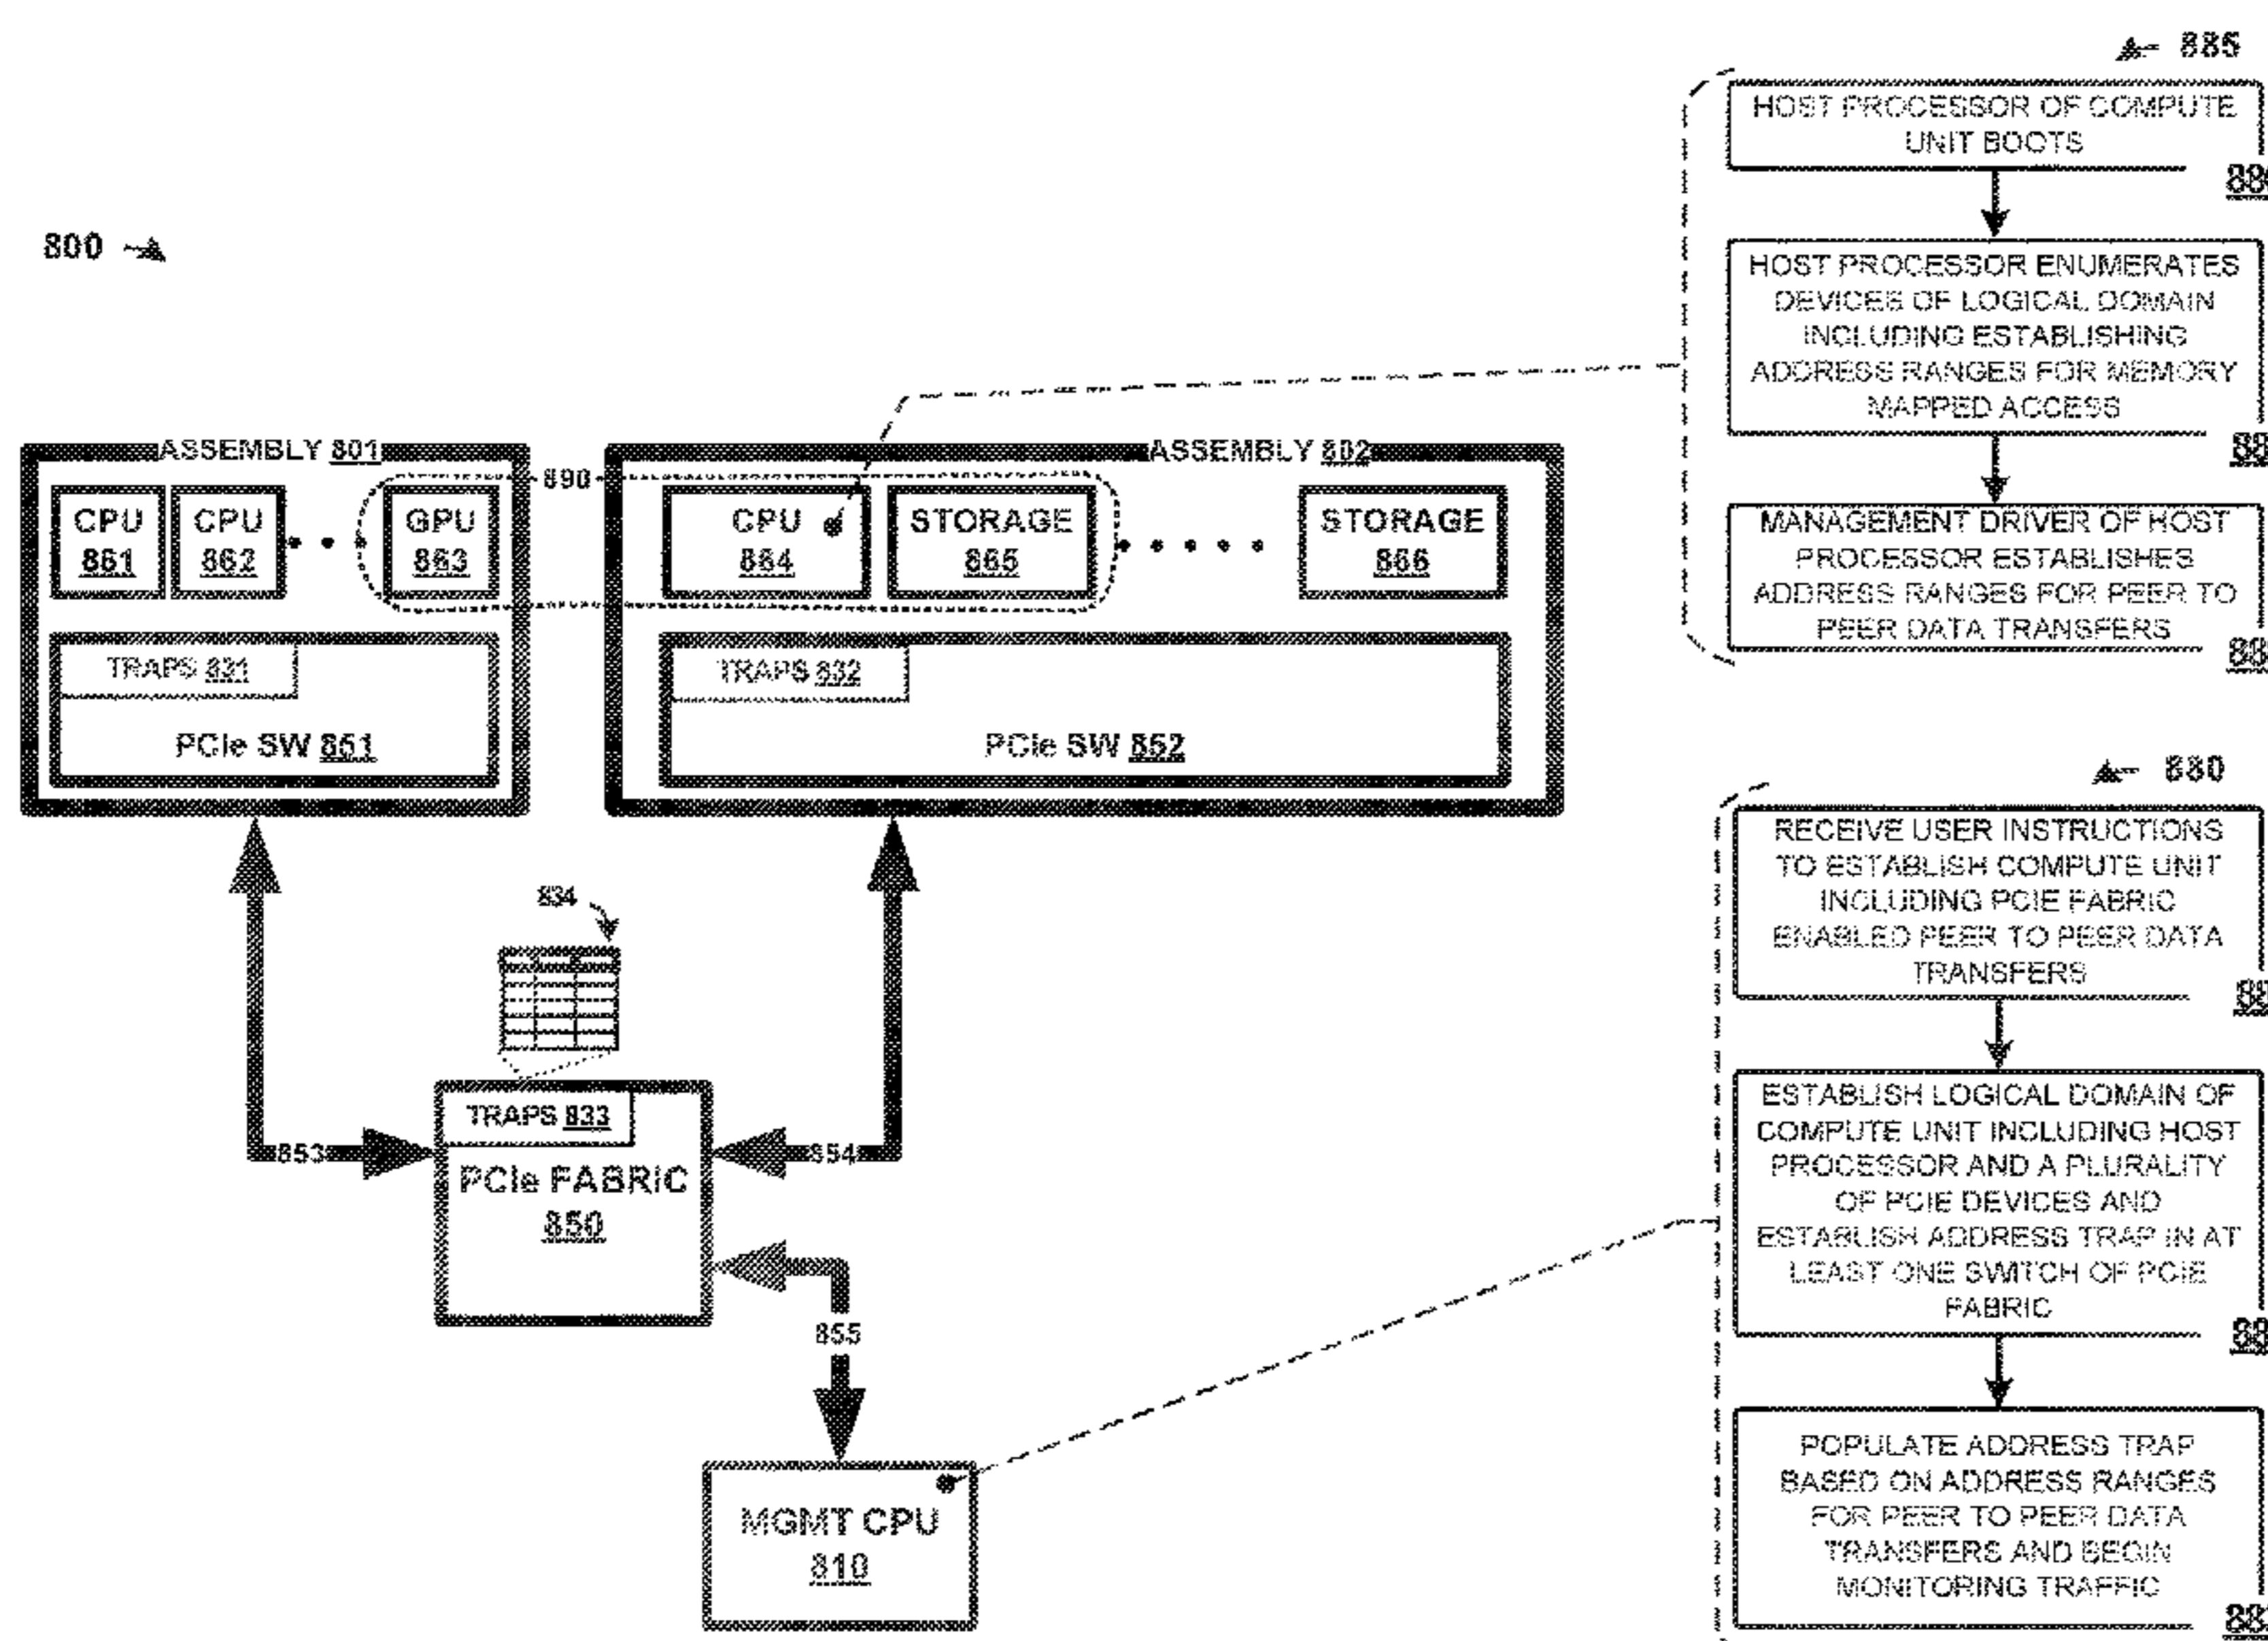 800
ASSEMBLY 801
CPU
861
CPU
862
GPU
863
TRAPS 831
PCIe SW 851
890
ASSEMBLY 802
CPU
864
STORAGE
865
STORAGE
866
TRAPS 832
PCIe SW 852
834
TRAPS 833
PCIe FABRIC
850
853
854
855
MGMT CPU
810
885
HOST PROCESSOR OF COMPUTE
UNIT BOOTS
HOST PROCESSOR ENUMERATES
DEVICES OF LOGICAL DOMAIN
INCLUDING ESTABLISHING
ADDRESS RANGES FOR MEMORY
MAPPED ACCESS
MANAGEMENT DRIVER OF HOST
PROCESSOR ESTABLISHES
ADDRESS RANGES FOR PEER TO
PEER DATA TRANSFERS
880
RECEIVE USER INSTRUCTIONS
TO ESTABLISH COMPUTE UNIT
INCLUDING PCIE FABRIC
ENABLED PEER TO PEER DATA
TRANSFERS
ESTABLISH LOGICAL DOMAIN OF
COMPUTE UNIT INCLUDING HOST
PROCESSOR AND A PLURALITY
OF PCIE DEVICES AND
ESTABLISH ADDRESS TRAP IN AT
LEAST ONE SWITCH OF PCIE
FABRIC
POPULATE ADDRESS TRAP
BASED ON ADDRESS RANGES
FOR PEER TO PEER DATA
TRANSFERS AND BEGIN
MONITORING TRAFFIC